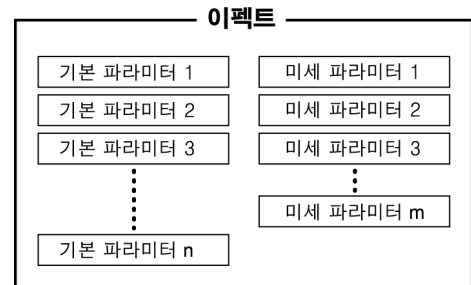 이펙트
기본 파라미터 1
기본 파라미터 2
기본 파라미터 3
기본 파라미터 n
미세 파라미터 1
미세 파라미터 2
미세 파라미터 3
미세 파라미터 m